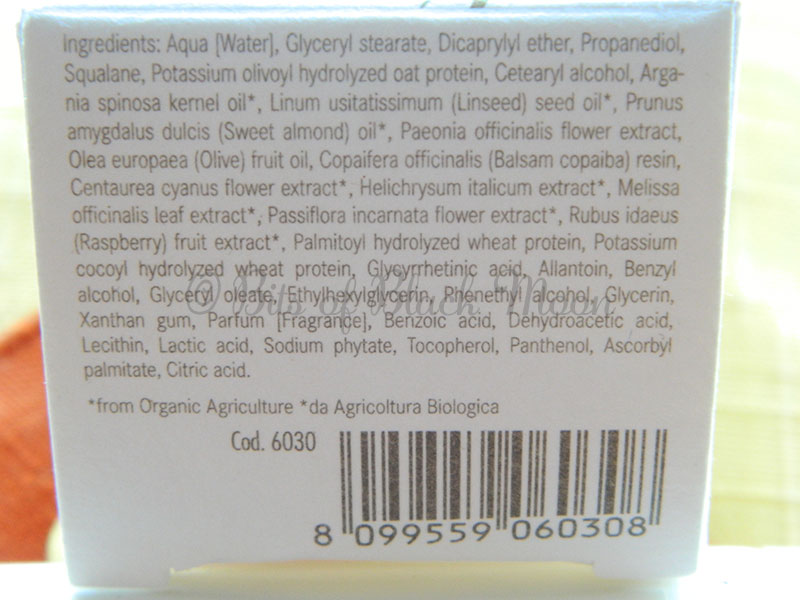 Ingredients: Aqua [Water], Glyceryl stearate, Dicaprylyl ether, Propanediol,
Squalane, Potassium olivoyl hydrolyzed oat protein, Cetearyl alcohol, Arga-
nia spinosa kernel oil*, Linum usitatissimum (Linseed) seed oil*, Prunus
amygdalus dulcis (Sweet almond) oil*, Paeonia officinalis flower extract,
Olea europaea (Olive) fruit oil, Copaifera officinalis (Balsam copaiba) resin,
Centaurea cyanus flower extract*, Helichrysum italicum extract*, Melissa
officinalis leaf extract*, Passiflora incarnata flower extract*, Rubus idaeus
(Raspberry) fruit extract*, Palmitoyl hydrolyzed wheat protein, Potassium
cocoyl hydrolyzed wheat protein, Glycyrrhetinic acid, Allantoin, Benzyl
alcohol, Glyceryl oleate, Ethylhexylglycerin, Phenethyl alcohol, Glycerin,
© Bits of Black Moon
Xanthan gum, Parfum [Fragrance], Benzoic acid, Dehydroacetic acid,
Lecithin, Lactic acid, Sodium phytate, Tocopherol, Panthenol, Ascorbyl
palmitate, Citric acid.
*from Organic Agriculture *da Agricoltura Biologica
Cod. 6030
8 099559 060308